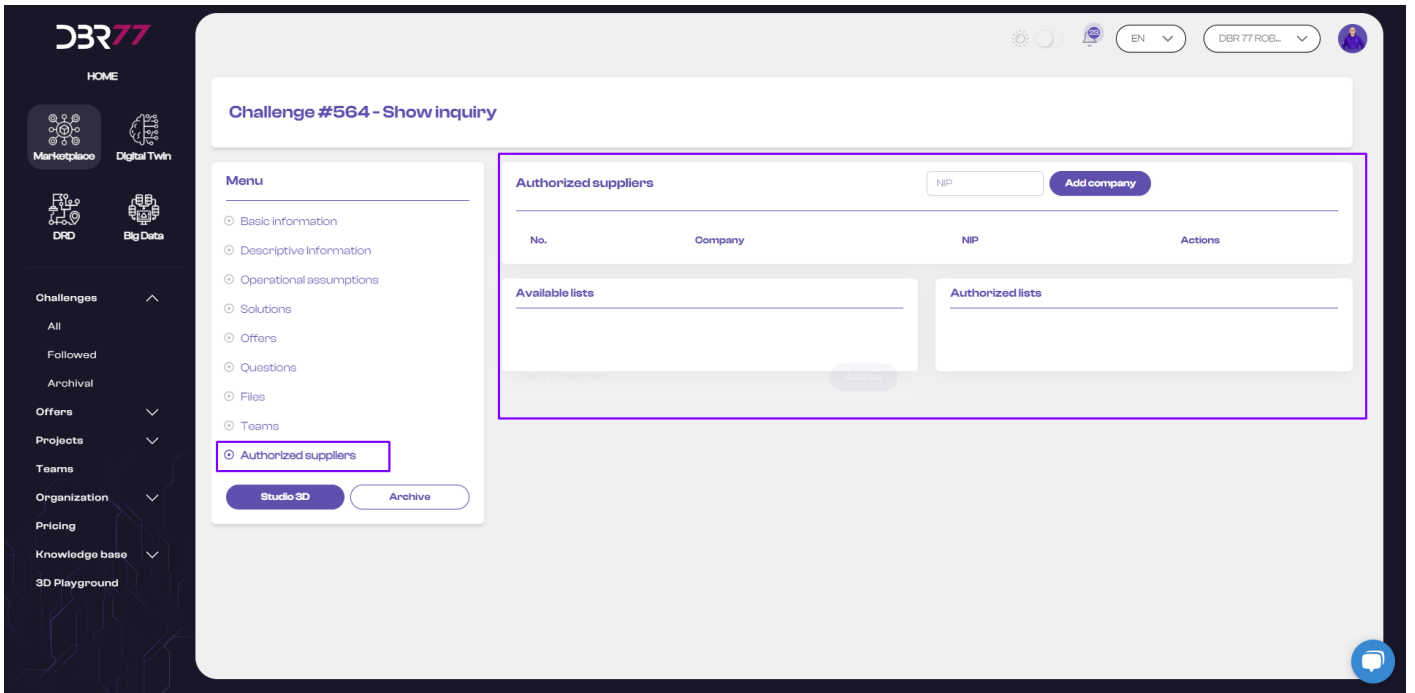 DBR77
HOME
Marketplace
Digital Twin
DRD
Big Data
Challenges
All
Followed
Archival
Offers
Projects
Teams
Organization
Pricing
Knowledge base
3D Playground
23
EN
DBR 77 ROB...
Challenge #564 - Show inquiry
Menu
Basic information
Descriptive Information
Operational assumptions
Solutions
Offers
Questions
Files
Teams
Authorized suppliers
Studio 3D
Archive
Authorized suppliers
NIP
Add company
No. Company NIP Actions
Available lists
Add list
Authorized lists